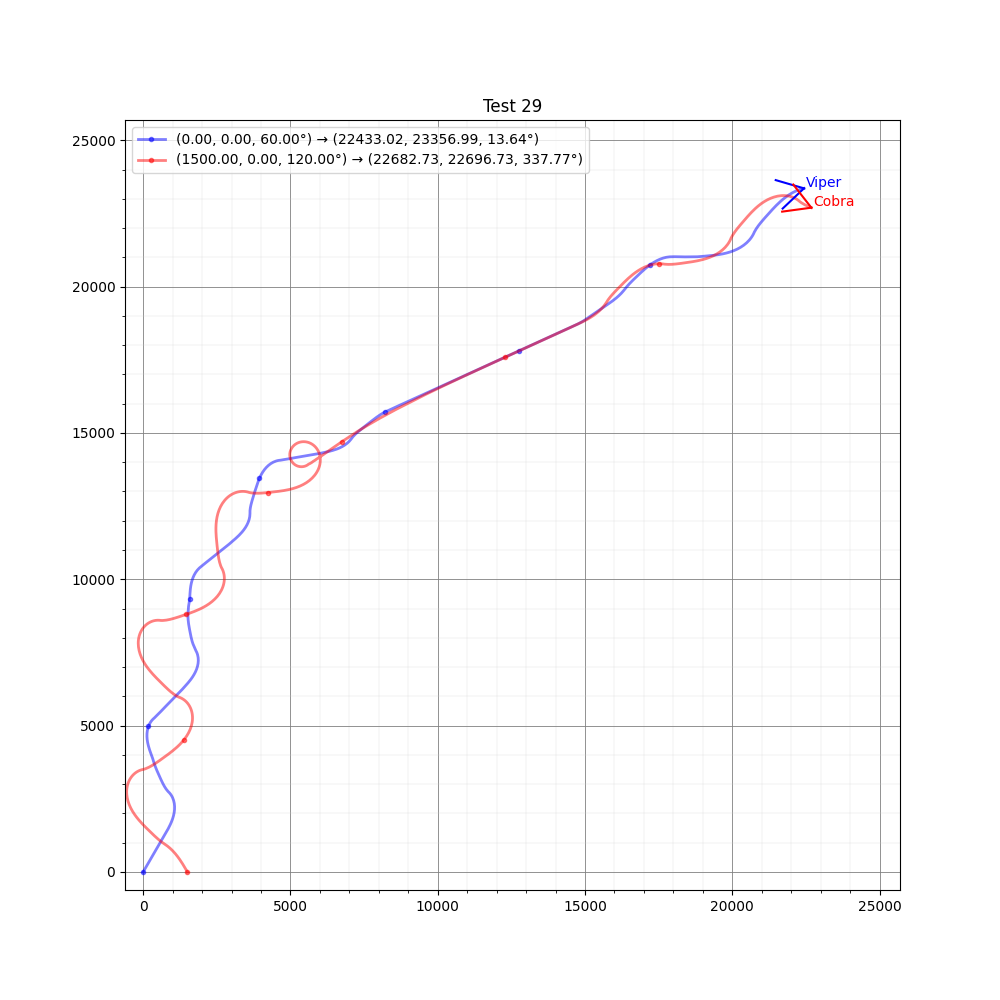 Test 29
(0.00, 0.00, 60.00°) → (22433.02, 23356.99, 13.64°)
(1500.00, 0.00, 120.00°) → (22682.73, 22696.73, 337.77°)
25000
Viper
Cobra
20000
15000
10000
5000
0
0 5000 10000 15000 20000 25000